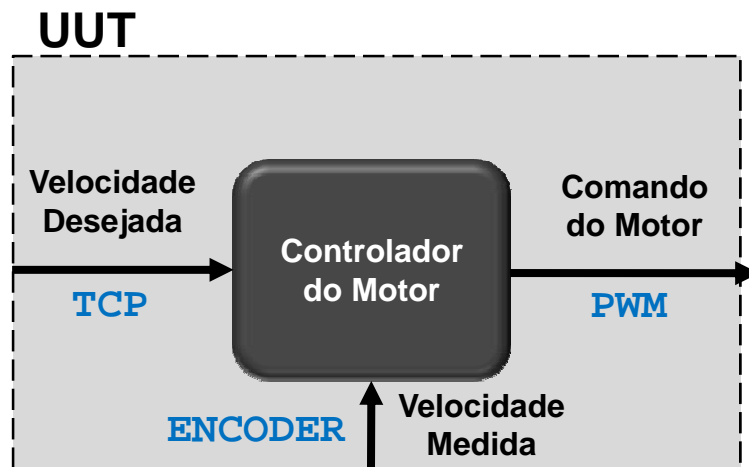 UUT
Velocidade
Desejada
TCP
Controlador
do Motor
Comando
do Motor
PWM
ENCODER
Velocidade
Medida